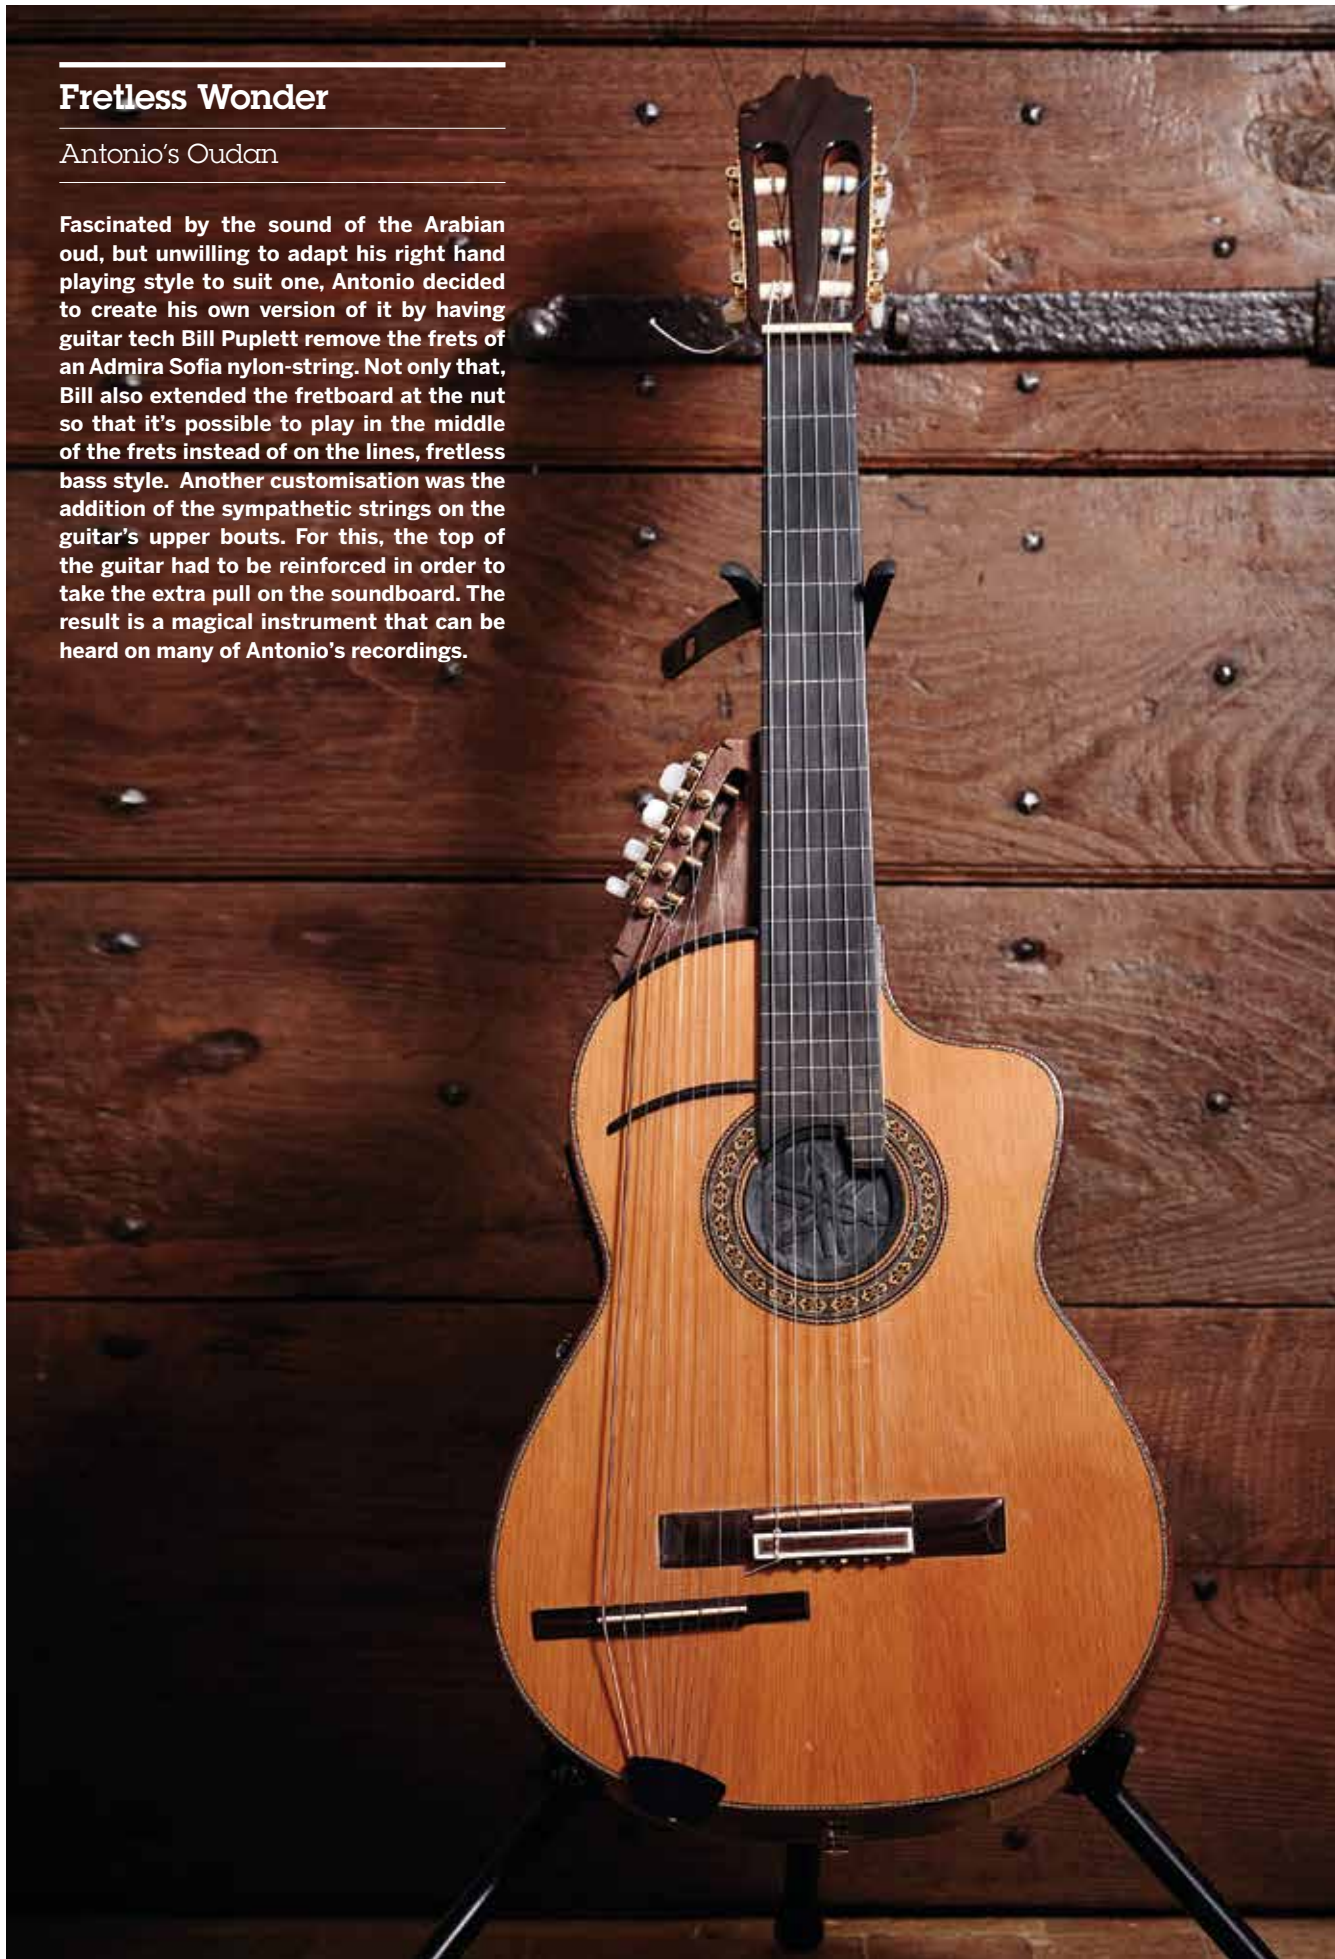 Fretless Wonder
Antonio's Oudan
Fascinated by the sound of the Arabian
oud, but unwilling to adapt his right hand
playing style to suit one, Antonio decided
to create his own version of it by having
guitar tech Bill Puplett remove the frets of
an Admira Sofia nylon-string. Not only that,
Bill also extended the fretboard at the nut
so that it's possible to play in the middle
of the frets instead of on the lines, fretless
bass style. Another customisation was the
addition of the sympathetic strings on the
guitar's upper bouts. For this, the top of
the guitar had to be reinforced in order to
take the extra pull on the soundboard. The
result is a magical instrument that can be
heard on many of Antonio's recordings.